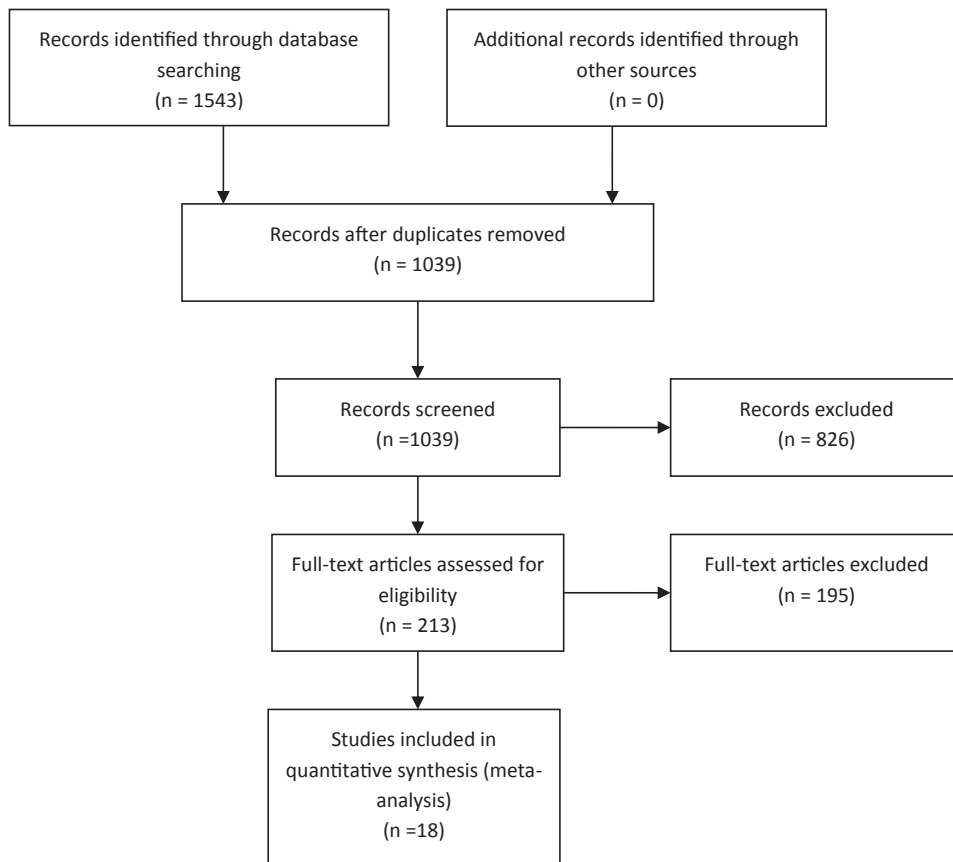 Records identified through database
searching
(n = 1543)
Additional records identified through
other sources
(n = 0)
Records after duplicates removed
(n = 1039)
Records screened
(n =1039)
Records excluded
(n = 826)
Full-text articles assessed for
eligibility
(n = 213)
Full-text articles excluded
(n = 195)
Studies included in
quantitative synthesis (meta-
analysis)
(n =18)